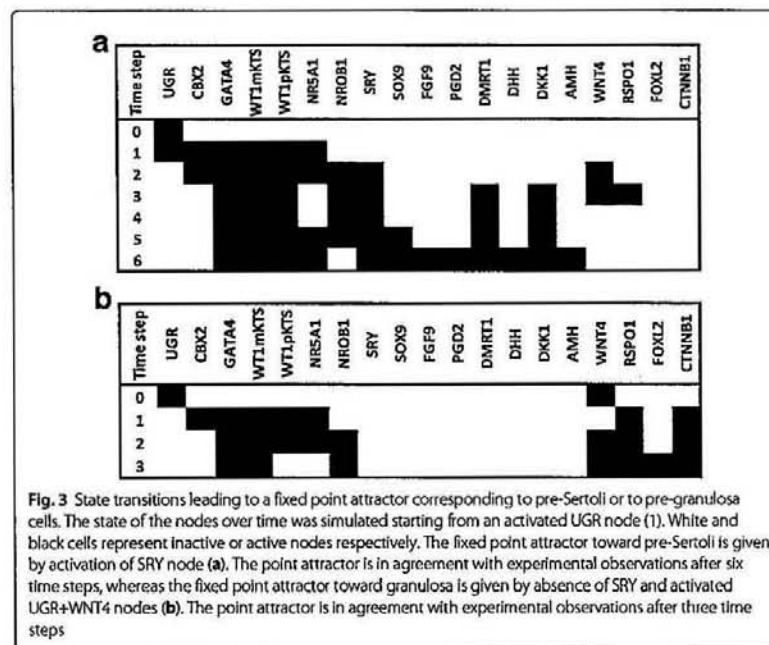 a
Time step UGR CBX2 GATA4 WT1mKTS WT1pKTS NR5A1 NR0B1 SRY SOX9 FGF9 PGD2 DMRT1 DHH DKK1 AMH WNT4 RSPO1 FOXL2 CTNNB1
0
1
2
3
4
5
6
b
Time step UGR CBX2 GATA4 WT1mKTS WT1pKTS NR5A1 NR0B1 SRY SOX9 FGF9 PGD2 DMRT1 DHH DKK1 AMH WNT4 RSPO1 FOXL2 CTNNB1
0
1
2
3
Fig. 3 State transitions leading to a fixed point attractor corresponding to pre-Sertoli or to pre-granulosa
cells. The state of the nodes over time was simulated starting from an activated UGR node (1). White and
black cells represent inactive or active nodes respectively. The fixed point attractor toward pre-Sertoli is given
by activation of SRY node (a). The point attractor is in agreement with experimental observations after six
time steps, whereas the fixed point attractor toward granulosa is given by absence of SRY and activated
UGR+WNT4 nodes (b). The point attractor is in agreement with experimental observations after three time
steps